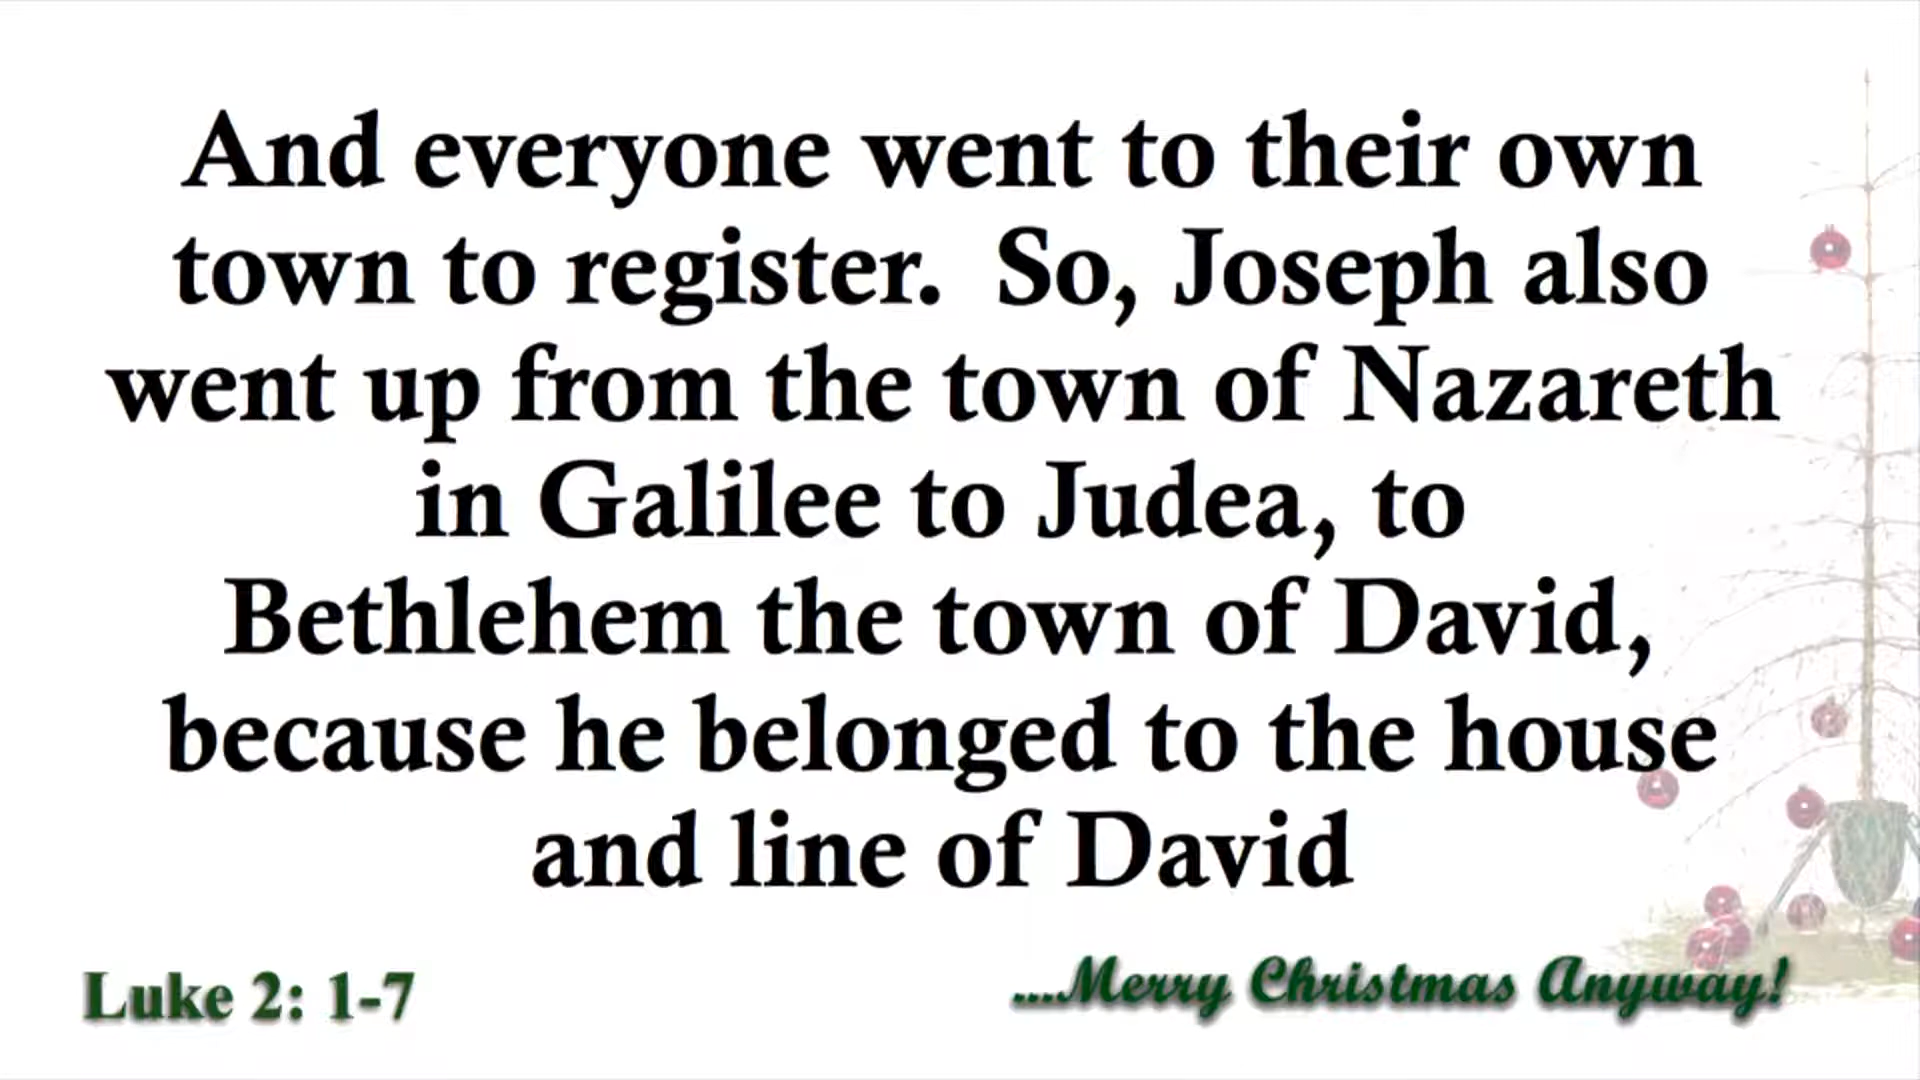 And everyone went to their own
town to register.  So, Joseph also
went up from the town of Nazareth
in Galilee to Judea, to
Bethlehem the town of David,
because he belonged to the house
and line of David
Luke 2: 1-7
....Merry Christmas Anyway!